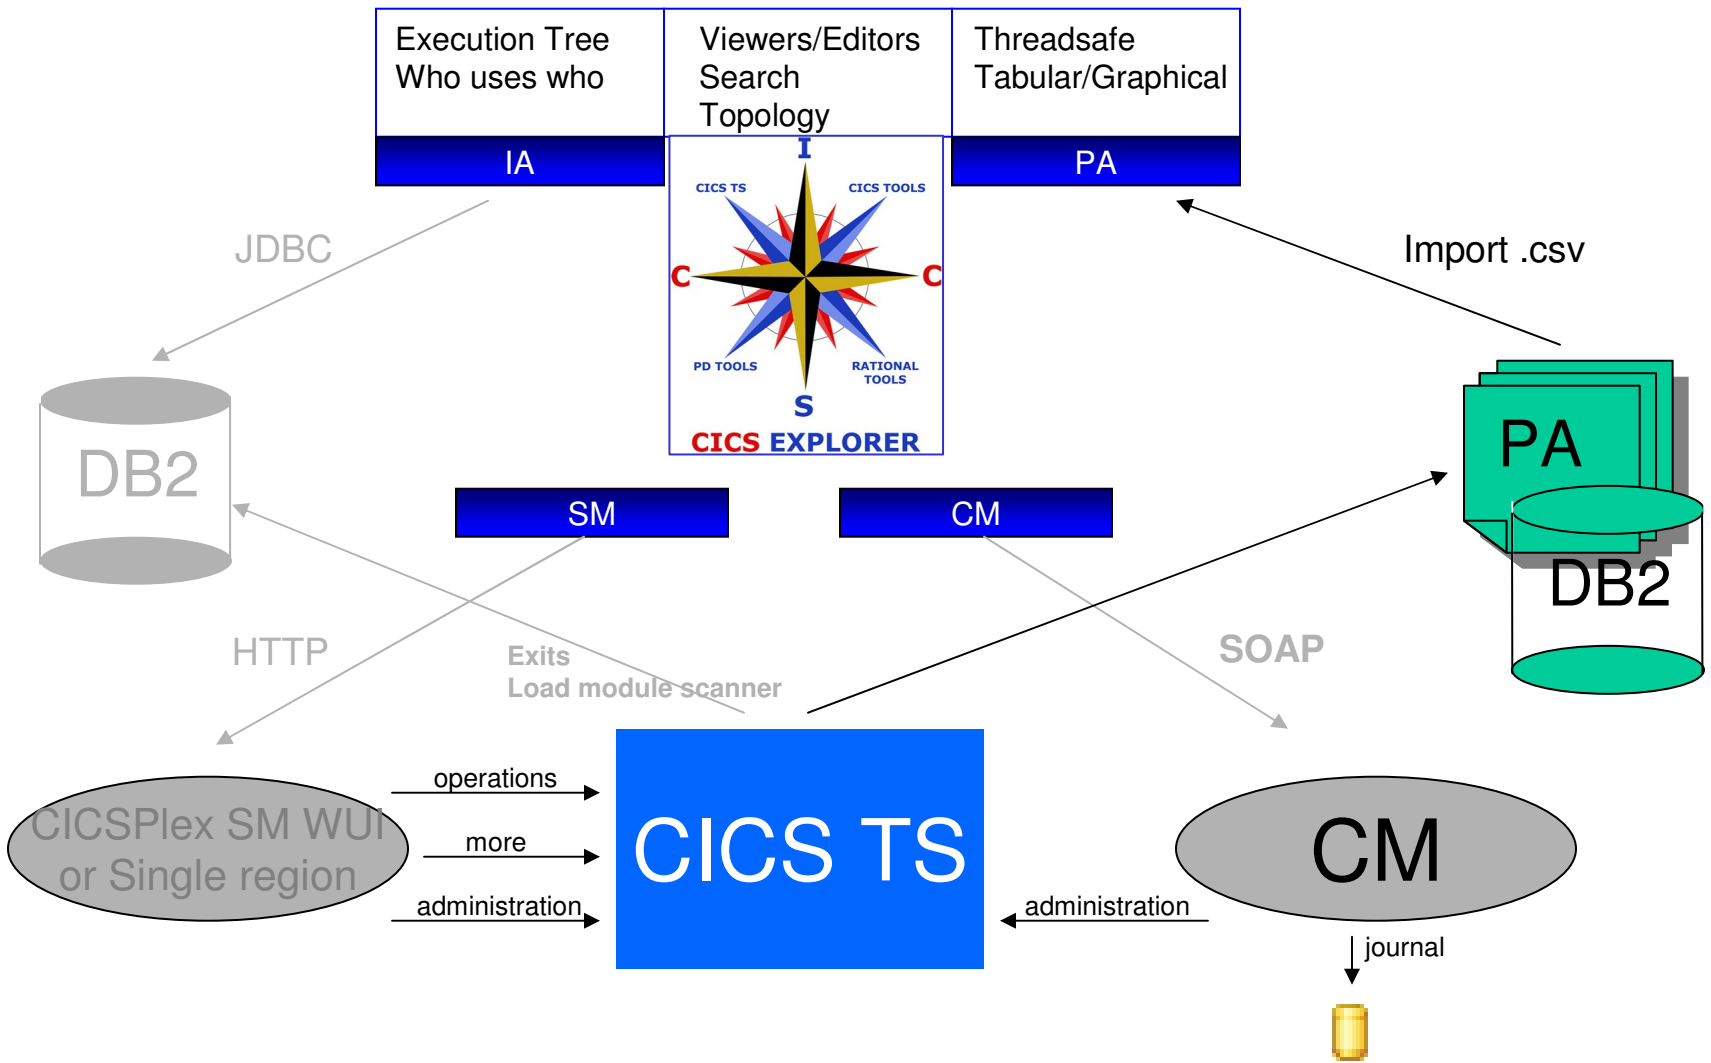 Execution Tree
Who uses who
Viewers/Editors
Search
Topology
Threadsafe
Tabular/Graphical
IA
PA
I
CICS TS
CICS TOOLS
C
C
PD TOOLS
RATIONAL
TOOLS
S
CICS EXPLORER
JDBC
Import .csv
DB2
PA
DB2
SM
CM
HTTP
Exits
Load module scanner
SOAP
CICSPlex SM WUI
or Single region
operations
more
administration
CICS TS
administration
CM
journal